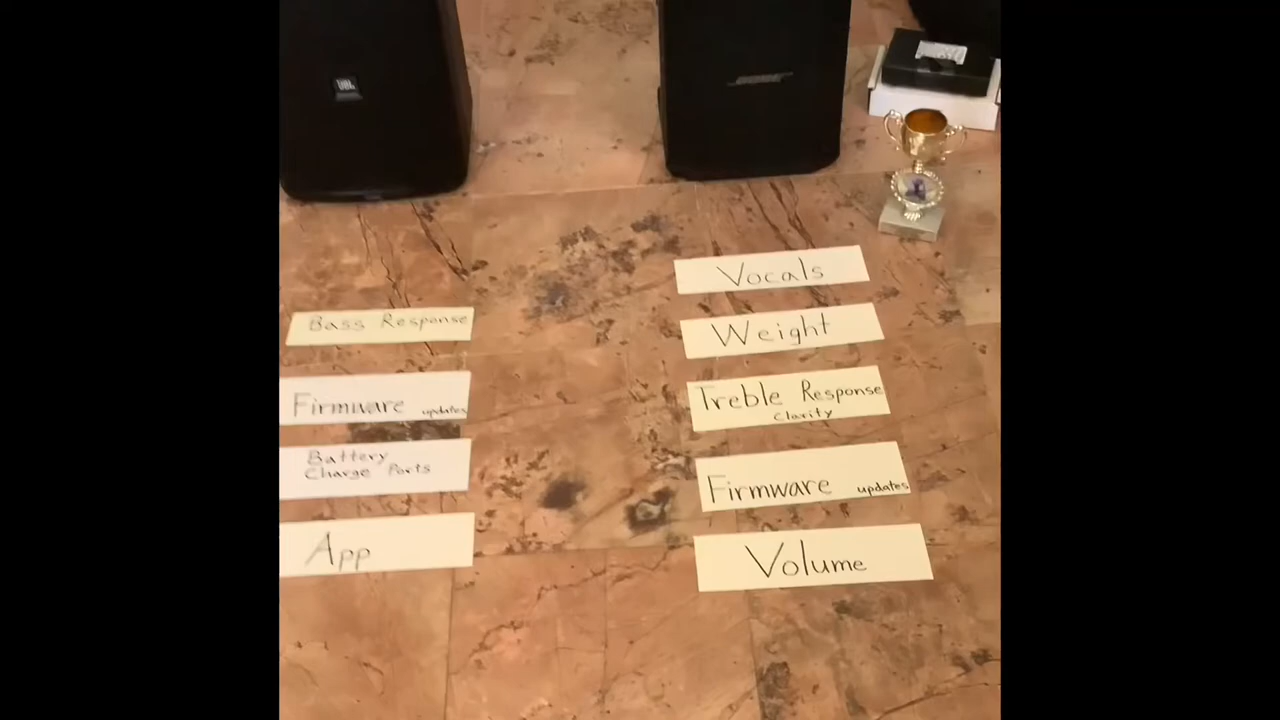 JBL
BOSE
Bass Response
Firmware updates
Battery
Charge Ports
App
Vocals
Weight
Treble Response
Clarity
Firmware updates
Volume